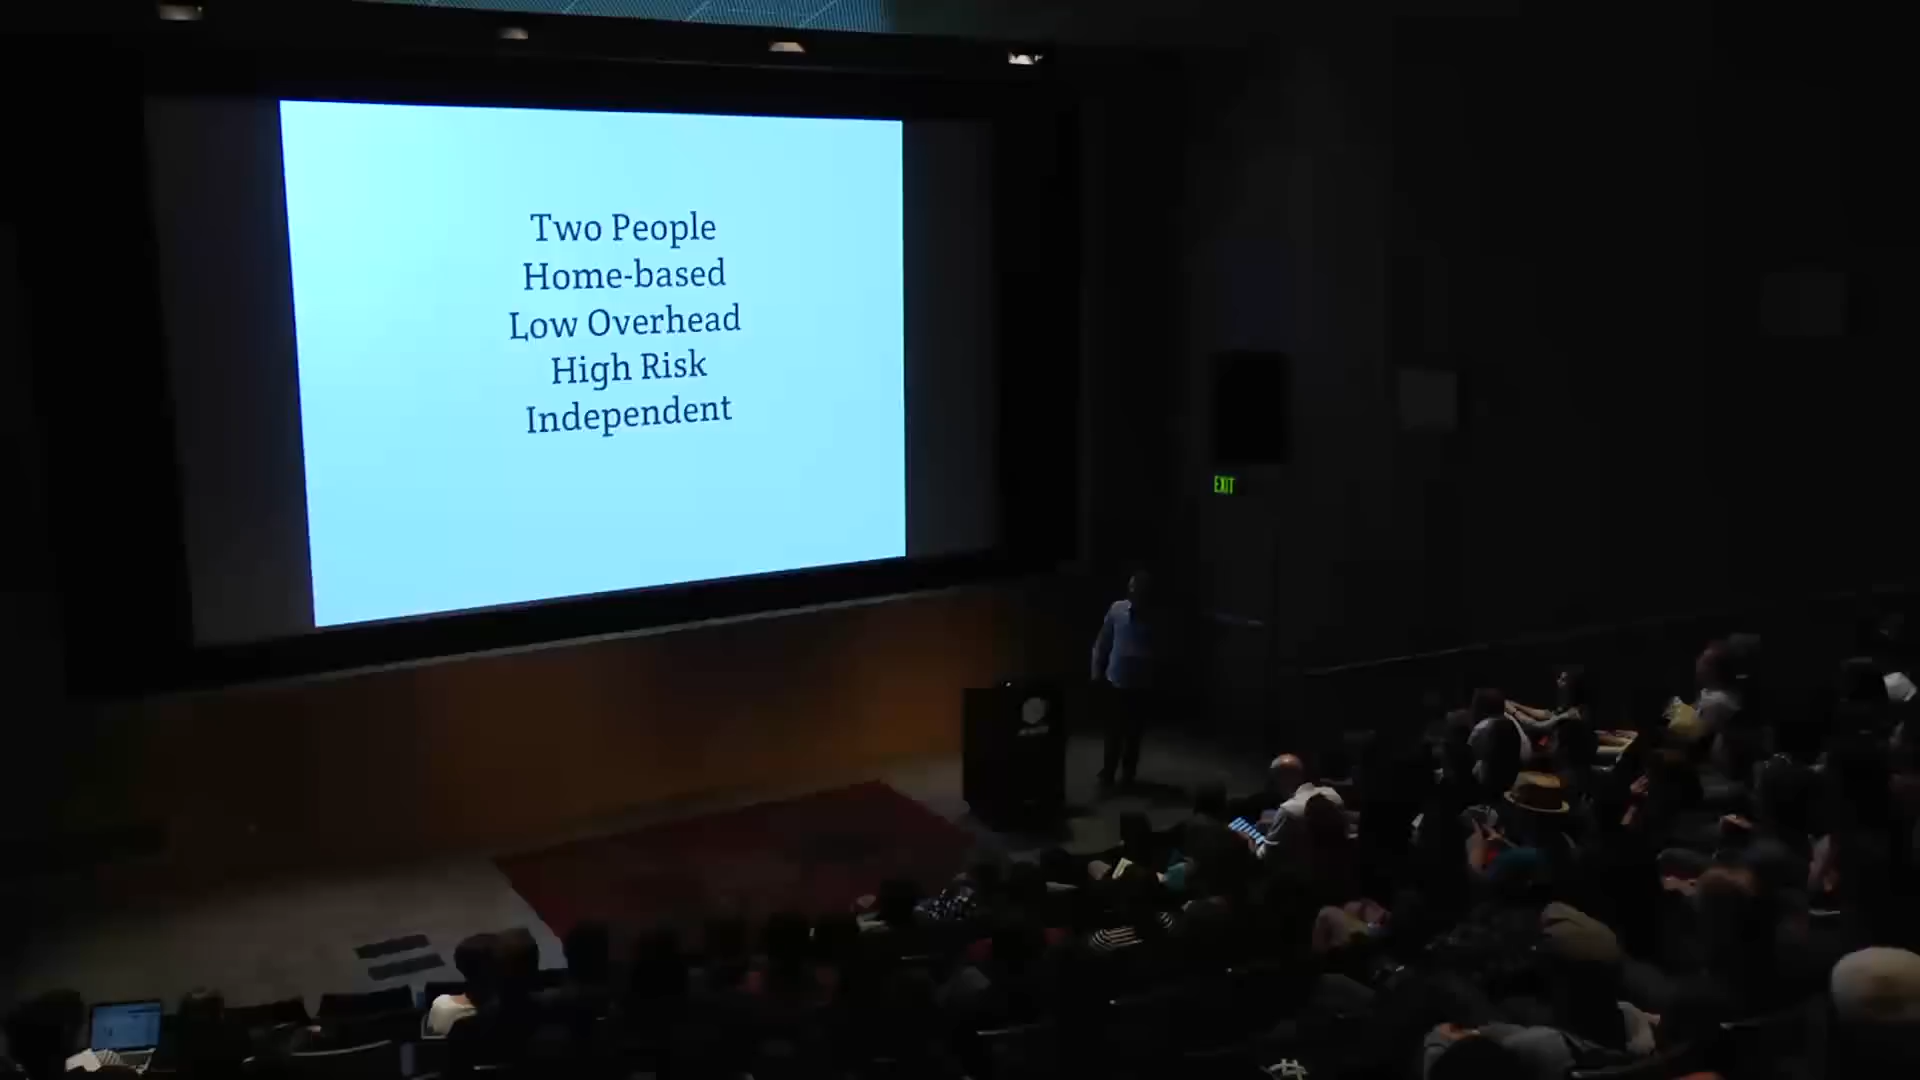 Two People
Home-based
Low Overhead
High Risk
Independent
EXIT